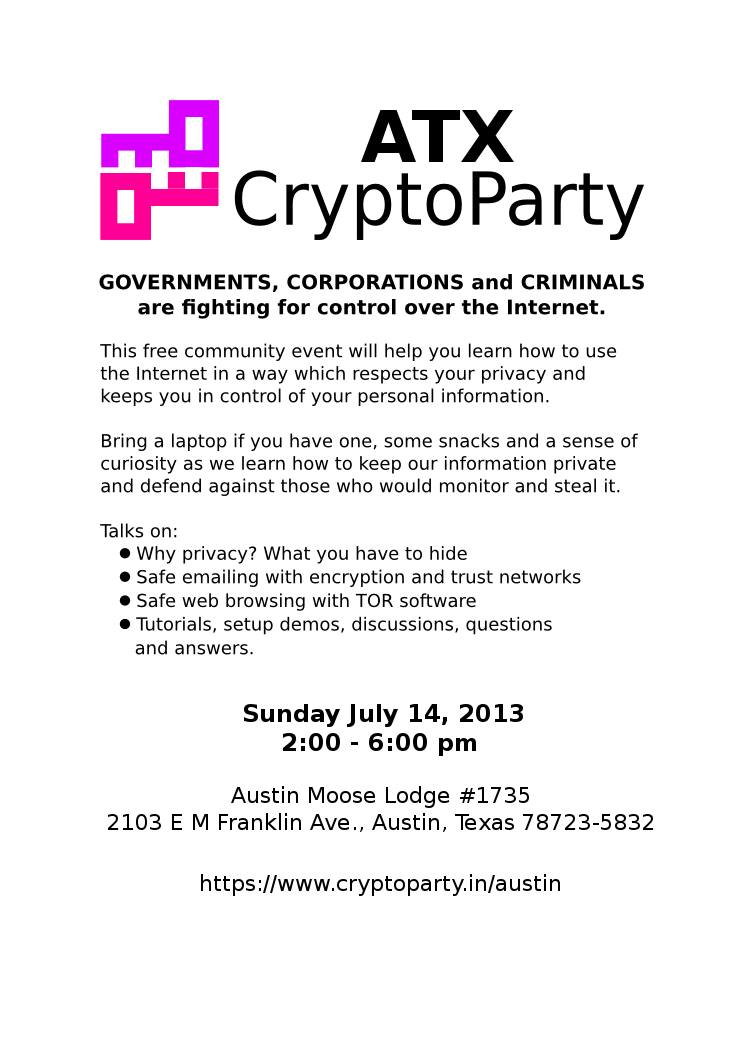 ATX
CryptoParty
GOVERNMENTS, CORPORATIONS and CRIMINALS
are fighting for control over the Internet.
This free community event will help you learn how to use
the Internet in a way which respects your privacy and
keeps you in control of your personal information.
Bring a laptop if you have one, some snacks and a sense of
curiosity as we learn how to keep our information private
and defend against those who would monitor and steal it.
Talks on:
● Why privacy? What you have to hide
● Safe emailing with encryption and trust networks
● Safe web browsing with TOR software
● Tutorials, setup demos, discussions, questions
and answers.
Sunday July 14, 2013
2:00 - 6:00 pm
Austin Moose Lodge #1735
2103 E M Franklin Ave., Austin, Texas 78723-5832
https://www.cryptoparty.in/austin